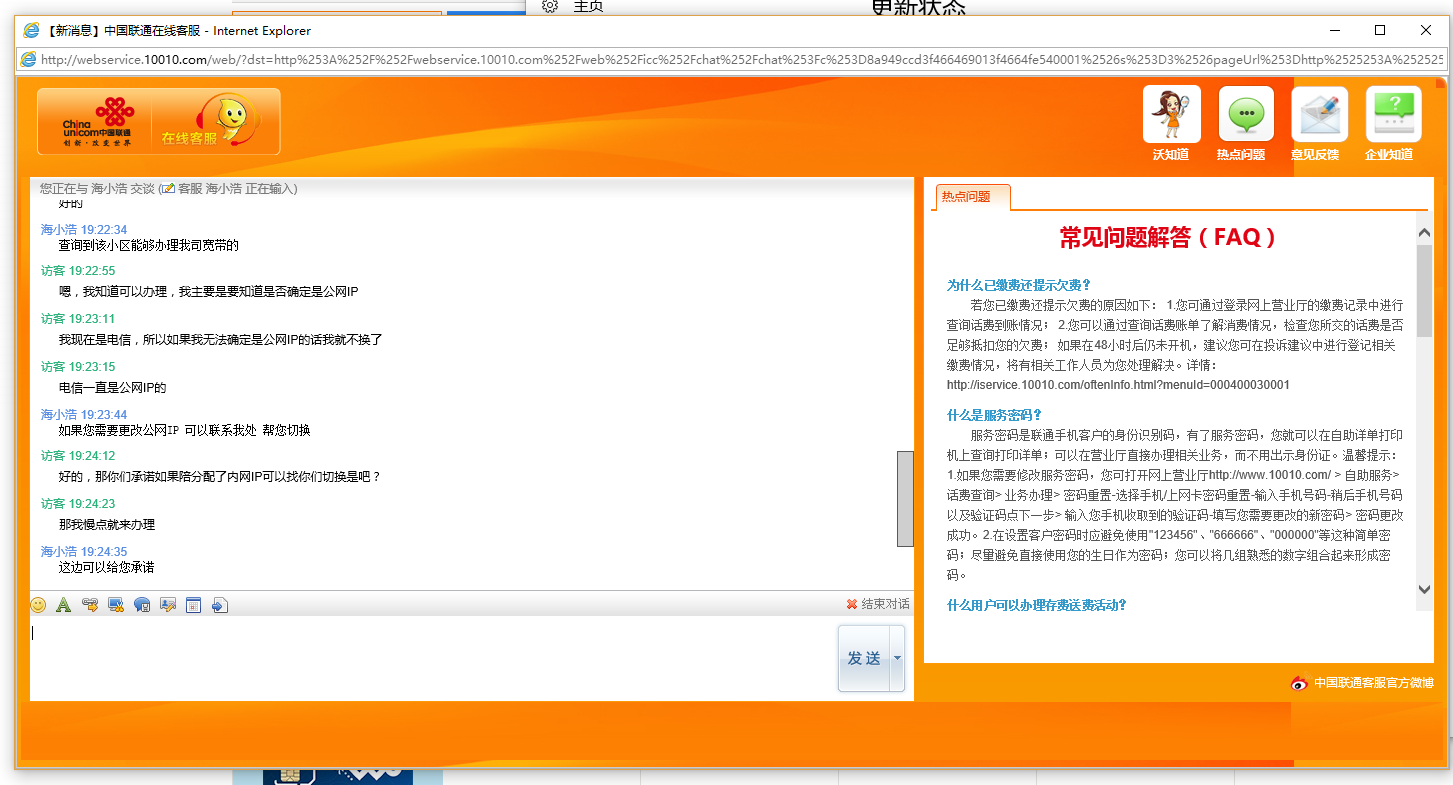 主页
更新状态
【新消息】中国联通在线客服 - Internet Explorer
http://webservice.10010.com/web/?dst=http%253A%252F%252Fwebservice.10010.com%252Fweb%252Ficc%252Fchat%252Fchat%253Fc%253D8a949ccd3f466469013f4664fe540001%2526s%253D3%2526pageUrl%253Dhttp%2525253A%252525
China
unicom中国联通
创新·改变世界
在线客服
沃知道
热点问题
意见反馈
企业知道
您正在与 海小浩 交谈 (客服 海小浩 正在输入)
好的
海小浩 19:22:34
查询到该小区能够办理我司宽带的
访客 19:22:55
嗯，我知道可以办理，我主要是要知道是否确定是公网IP
访客 19:23:11
我现在是电信，所以如果我无法确定是公网IP的话我就不换了
访客 19:23:15
电信一直是公网IP的
海小浩 19:23:44
如果您需要更改公网IP 可以联系我处 帮您切换
访客 19:24:12
好的，那你们承诺如果陪分配了内网IP可以找你们切换是吧？
访客 19:24:23
那我慢点就来办理
海小浩 19:24:35
这边可以给您承诺
结束对话
发 送
热点问题
常见问题解答（FAQ）
为什么已缴费还提示欠费？
若您已缴费还提示欠费的原因如下： 1.您可通过登录网上营业厅的缴费记录中进行
查询话费到账情况； 2.您可以通过查询话费账单了解消费情况，检查您所交的话费是否
足够抵扣您的欠费； 如果在48小时后仍未开机，建议您可在投诉建议中进行登记相关
缴费情况，将有相关工作人员为您处理解决。详情：
http://iservice.10010.com/oftenInfo.html?menuId=000400030001
什么是服务密码？
服务密码是联通手机客户的身份识别码，有了服务密码，您就可以在自助详单打印
机上查询打印详单；可以在营业厅直接办理相关业务，而不用出示身份证。温馨提示：
1.如果您需要修改服务密码，您可打开网上营业厅http://www.10010.com/ > 自助服务>
话费查询> 业务办理> 密码重置-选择手机/上网卡密码重置-输入手机号码-稍后手机号码
以及验证码点下一步> 输入您手机收取到的验证码-填写您需要更改的新密码> 密码更改
成功。2.在设置客户密码时应避免使用"123456"、"666666"、"000000"等这种简单密
码；尽量避免直接使用您的生日作为密码；您可以将几组熟悉的数字组合起来形成密
码。
什么用户可以办理存费送费活动？
中国联通客服官方微博